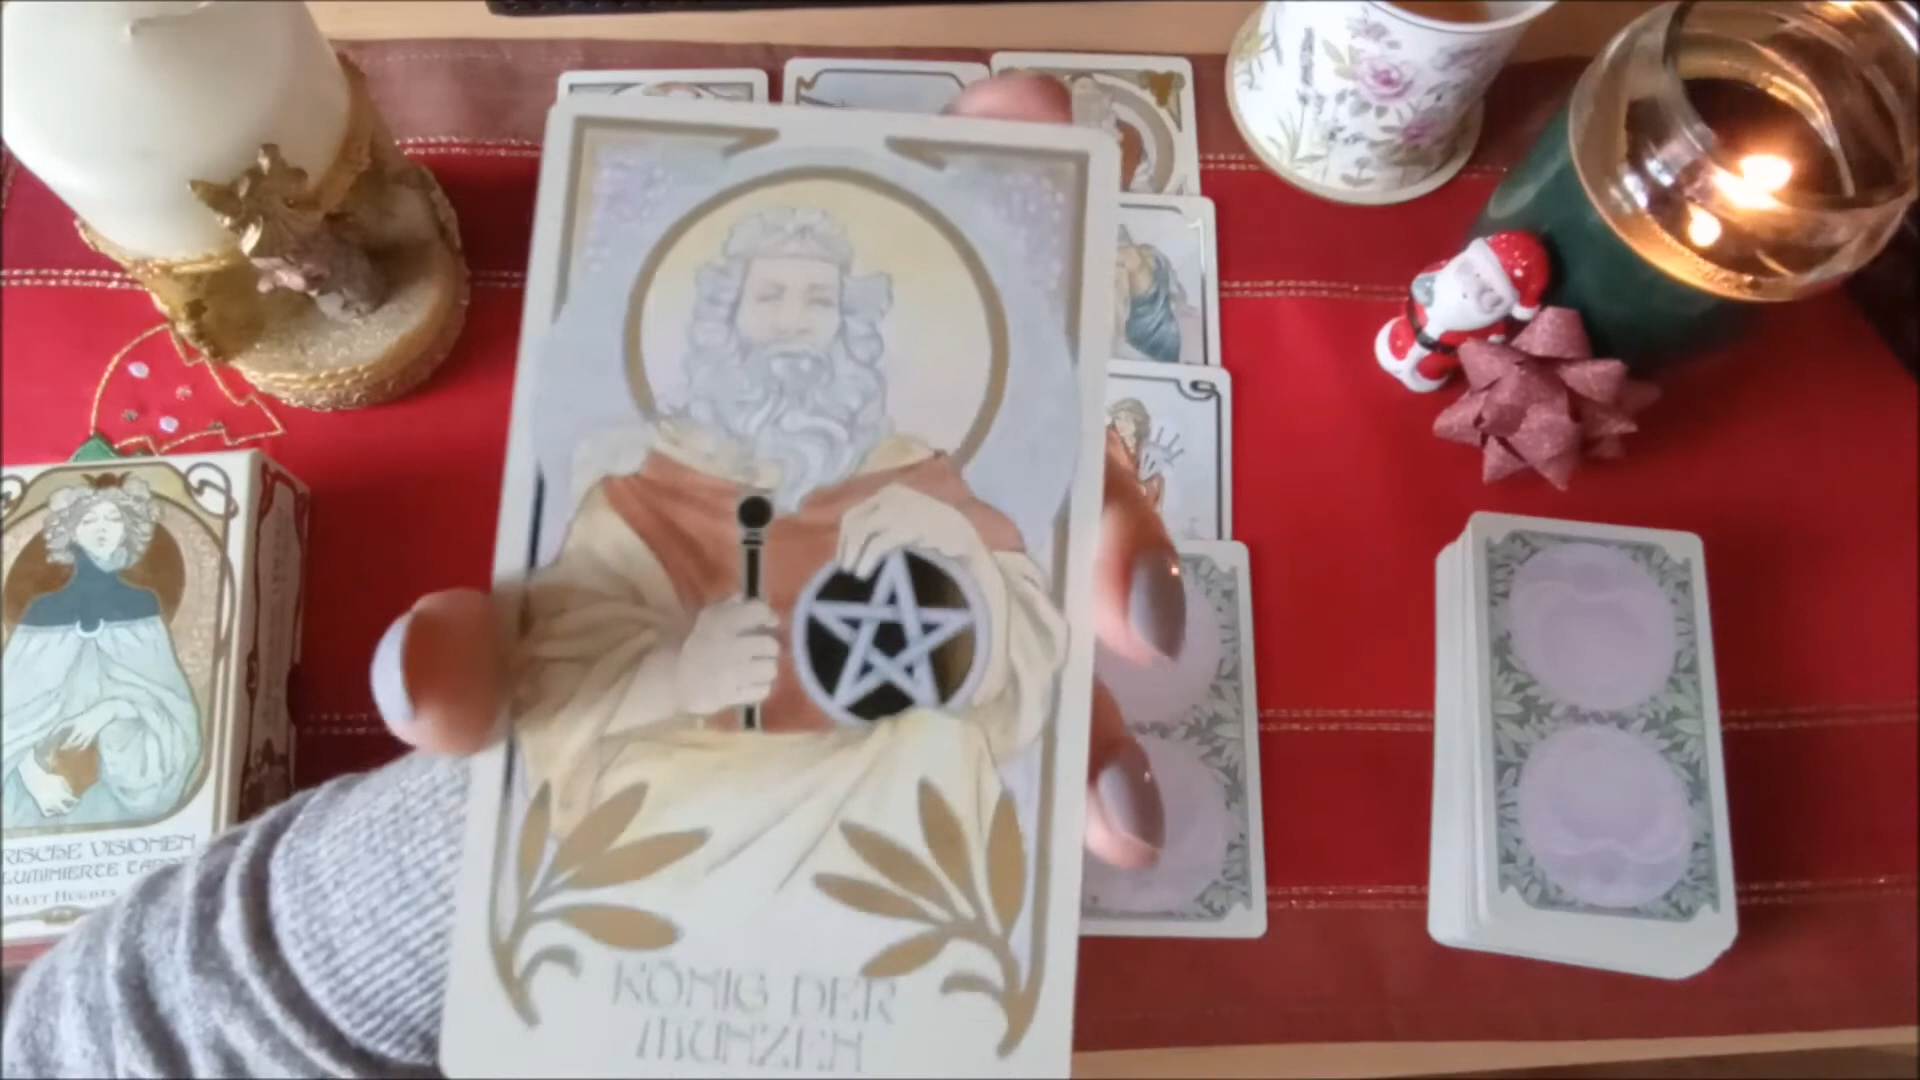 KÖNIG DER
MÜNZEN
RISCHE VISIONEN
LUMINIERTE TAROT
MATT HUGHES